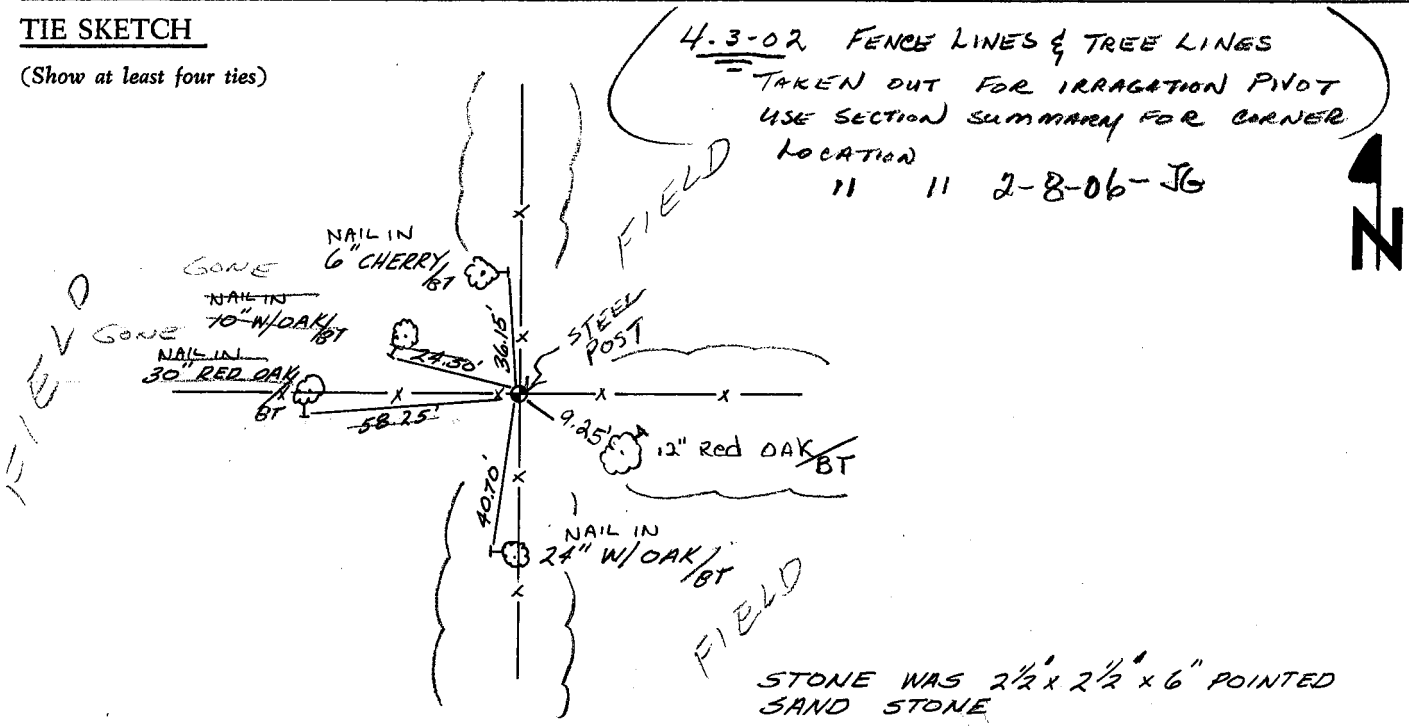 TIE SKETCH
(Show at least four ties)
4-3-02 FENCE LINES & TREE LINES
TAKEN OUT FOR IRRAGATION PIVOT
USE SECTION SUMMARY FOR CORNER
LOCATION
" " 2-8-06-JG
N
FIELD
NAIL IN
6" CHERRY/BT
GONE
NAIL IN
10" W/OAK/BT
GONE
NAIL IN
30" RED OAK/BT
FIELD
36.15'
24.50'
58.25'
STEEL
POST
9.25'
12" Red OAK/BT
40.70'
NAIL IN
24" W/OAK/BT
FIELD
STONE WAS 2½" x 2½" x 6" POINTED
SAND STONE